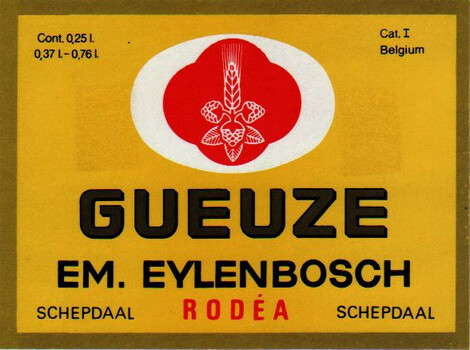 Cont. 0,25 l.
0,37 l. - 0,76 l.
Cat. I
Belgium
GUEUZE
EM. EYLENBOSCH
SCHEPDAAL RODÉA SCHEPDAAL